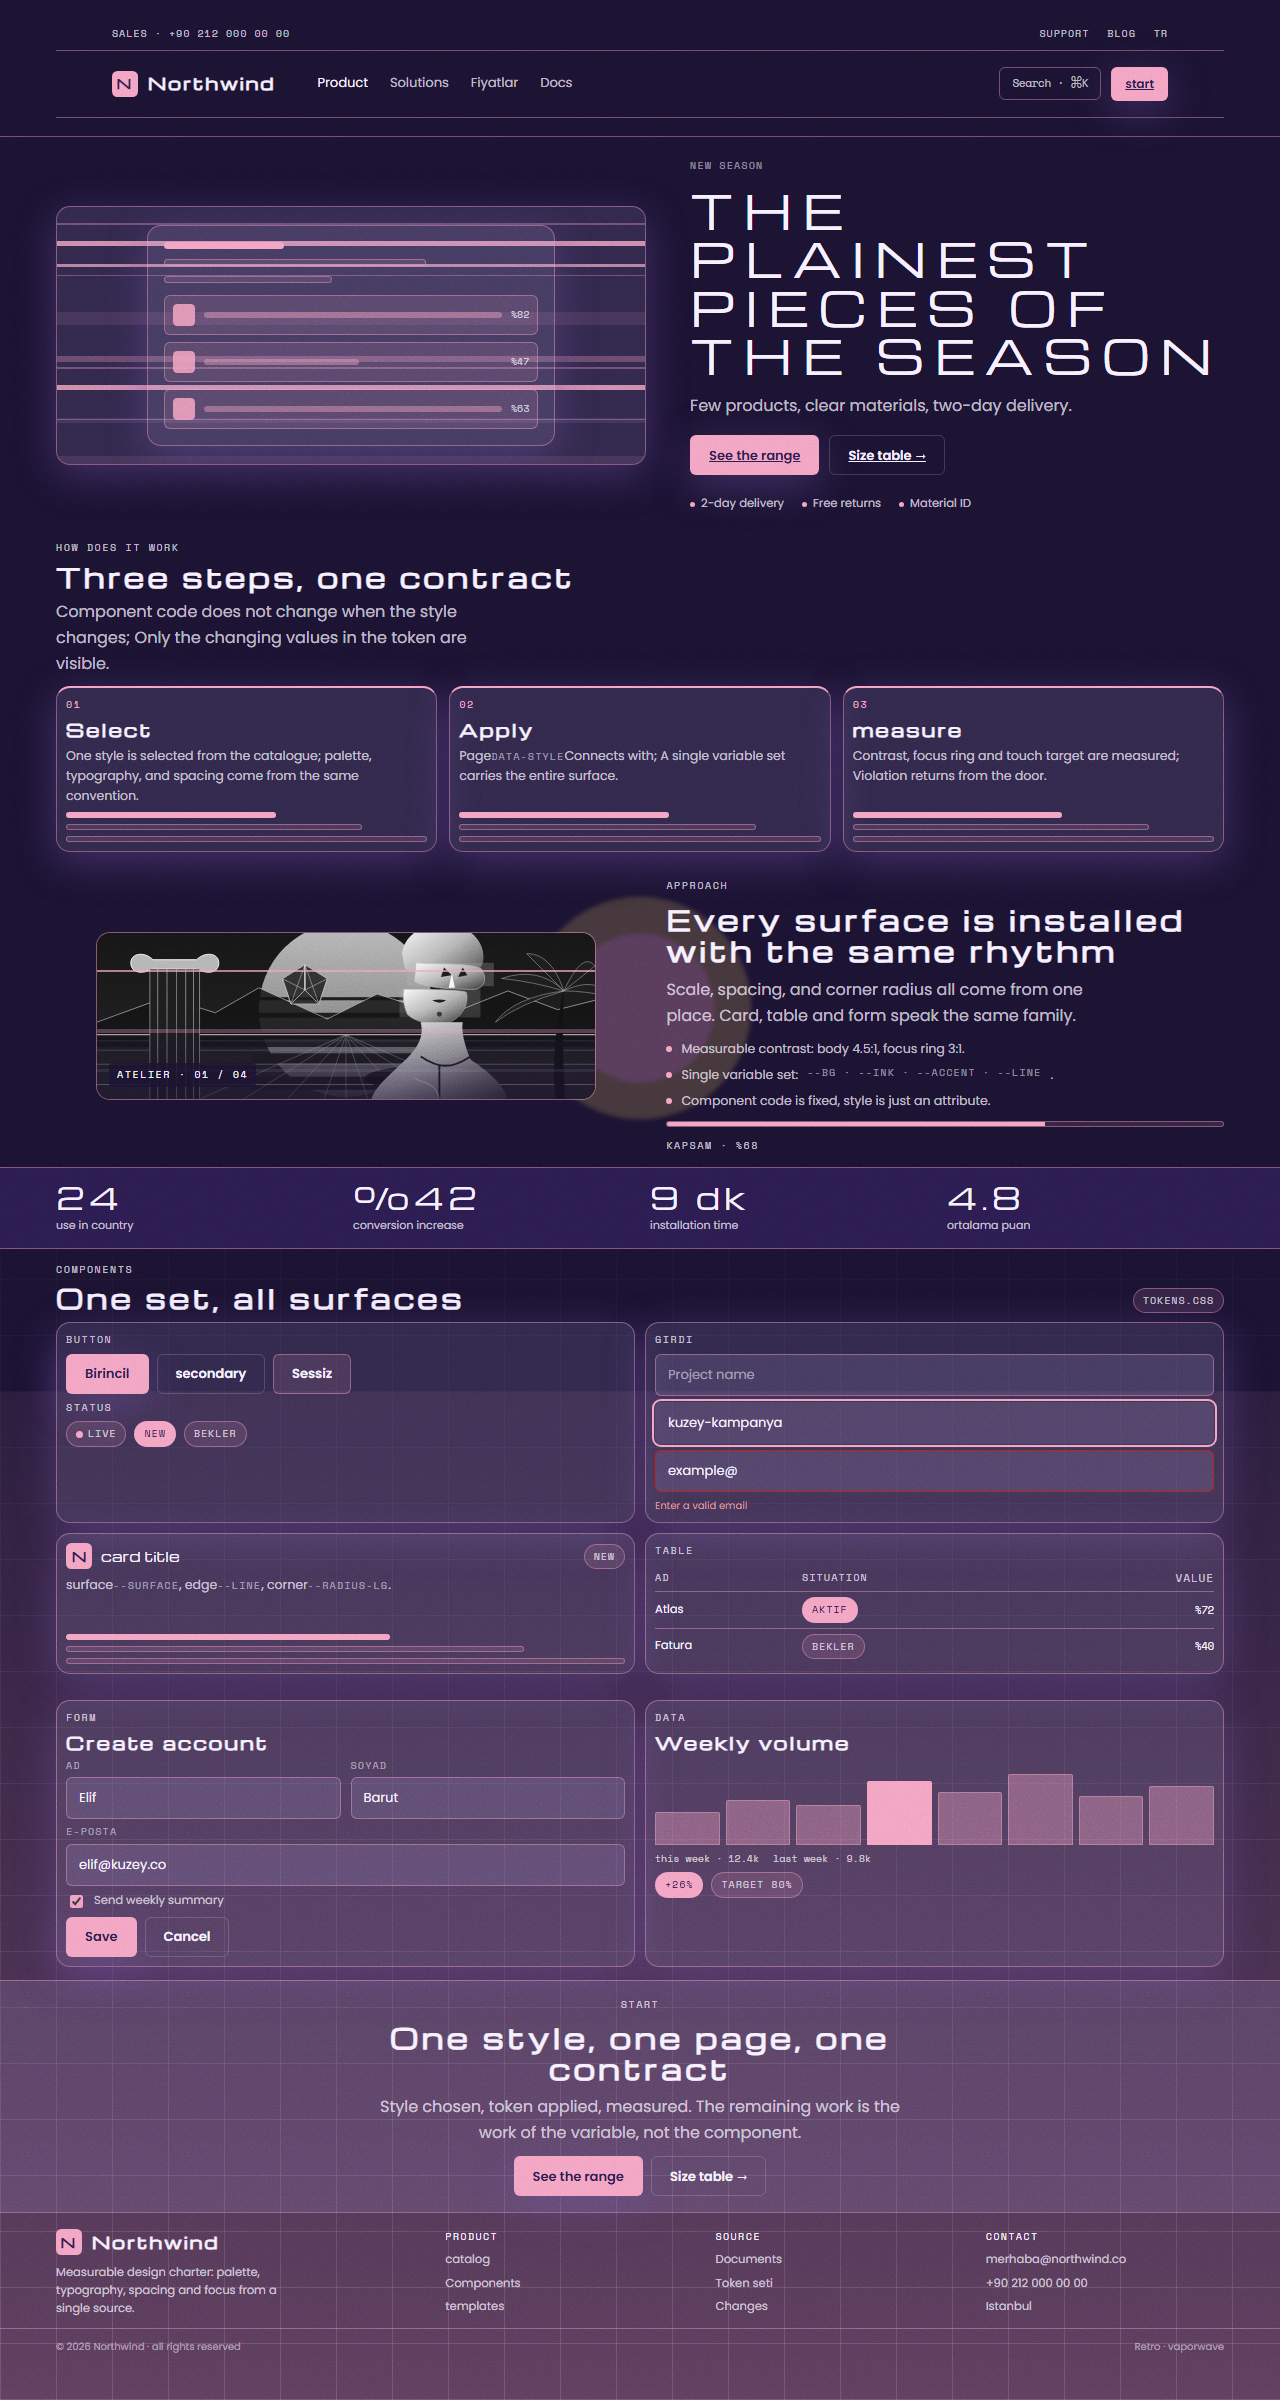 SALES · +90 212 000 00 00
SUPPORT BLOG TR
N Northwind Product Solutions Fiyatlar Docs Search · ⌘K start
NEW SEASON
THE
PLAINEST
PIECES OF
THE SEASON
Few products, clear materials, two-day delivery.
See the range Size table →
2-day delivery Free returns Material ID
%82
%47
%63
HOW DOES IT WORK
Three steps, one contract
Component code does not change when the style
changes; Only the changing values in the token are
visible.
01
Select
One style is selected from the catalogue; palette,
typography, and spacing come from the same
convention.
02
Apply
PageDATA-STYLEConnects with; A single variable set
carries the entire surface.
03
measure
Contrast, focus ring and touch target are measured;
Violation returns from the door.
ATELIER · 01 / 04
APPROACH
Every surface is installed
with the same rhythm
Scale, spacing, and corner radius all come from one
place. Card, table and form speak the same family.
Measurable contrast: body 4.5:1, focus ring 3:1.
Single variable set: --BG · --INK · --ACCENT · --LINE .
Component code is fixed, style is just an attribute.
KAPSAM · %68
24 %42 9 dk 4.8
use in country conversion increase installation time ortalama puan
COMPONENTS
One set, all surfaces
TOKENS.CSS
BUTTON
Birincil secondary Sessiz
STATUS
LIVE NEW BEKLER
GIRDI
Project name
kuzey-kampanya
example@
Enter a valid email
N card title NEW
surface--SURFACE, edge--LINE, corner--RADIUS-LG.
TABLE
AD SITUATION VALUE
Atlas AKTIF %72
Fatura BEKLER %40
FORM
Create account
AD SOYAD
Elif Barut
E-POSTA
elif@kuzey.co
Send weekly summary
Save Cancel
DATA
Weekly volume
this week · 12.4k last week · 9.8k
+26% TARGET 80%
START
One style, one page, one
contract
Style chosen, token applied, measured. The remaining work is the
work of the variable, not the component.
See the range Size table →
N Northwind
Measurable design charter: palette,
typography, spacing and focus from a
single source.
PRODUCT
catalog
Components
templates
SOURCE
Documents
Token seti
Changes
CONTACT
merhaba@northwind.co
+90 212 000 00 00
Istanbul
© 2026 Northwind · all rights reserved
Retro · vaporwave